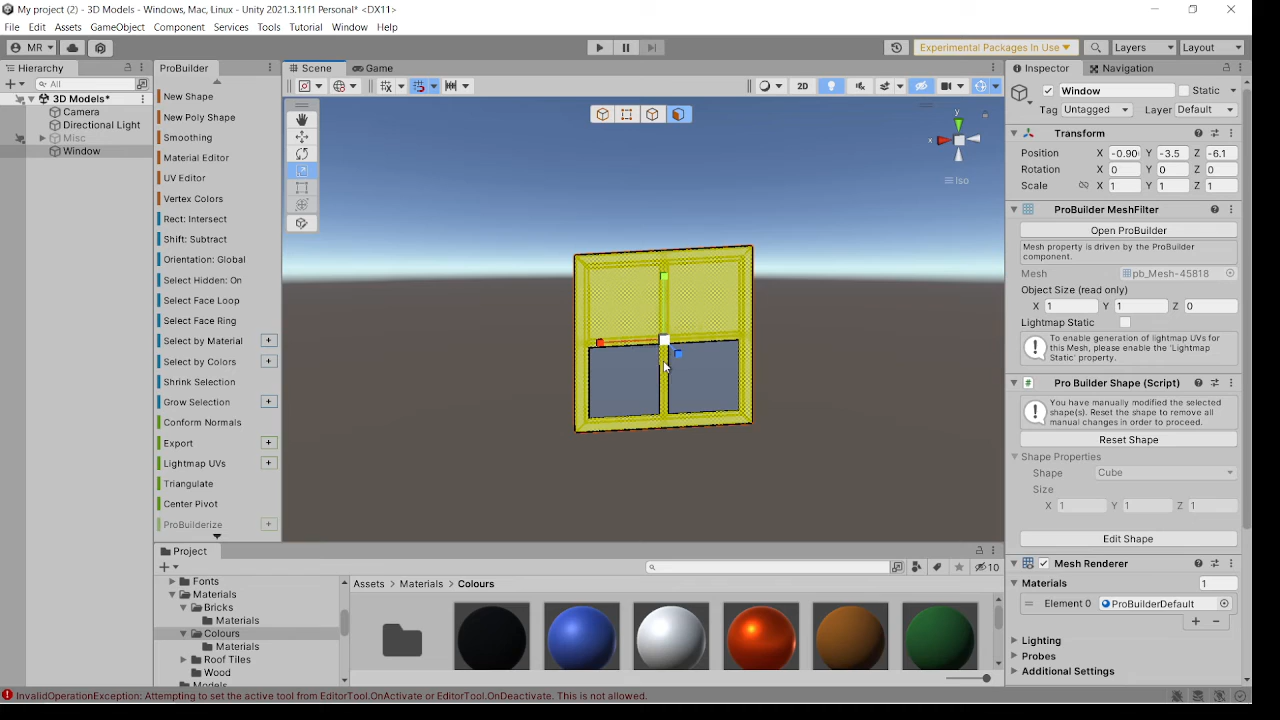 My project (2) - 3D Models - Windows, Mac, Linux - Unity 2021.3.11f1 Personal* <DX11>
File Edit Assets GameObject Component Services Tools Tutorial Window Help
MR Experimental Packages In Use Layers Layout
Hierarchy
All
3D Models*
Camera
Directional Light
Misc
Window
ProBuilder
New Shape
New Poly Shape
Smoothing
Material Editor
UV Editor
Vertex Colors
Rect: Intersect
Shift: Subtract
Orientation: Global
Select Hidden: On
Select Face Loop
Select Face Ring
Select by Material +
Select by Colors +
Shrink Selection
Grow Selection +
Conform Normals
Export +
Lightmap UVs +
Triangulate
Center Pivot
ProBuilderize +
Scene Game
2D
y
x
Iso
Inspector Navigation
Window Static
Tag Untagged Layer Default
Transform
Position X -0.90 Y -3.5 Z -6.1
Rotation X 0 Y 0 Z 0
Scale X 1 Y 1 Z 1
ProBuilder MeshFilter
Open ProBuilder
Mesh property is driven by the ProBuilder
component.
Mesh pb_Mesh-45818
Object Size (read only)
X 1 Y 1 Z 0
Lightmap Static
To enable generation of lightmap UVs for
this Mesh, please enable the 'Lightmap
Static' property.
# Pro Builder Shape (Script)
You have manually modified the selected
shape(s). Reset the shape to remove all
manual changes in order to proceed.
Reset Shape
Shape Properties
Shape Cube
Size
X 1 Y 1 Z 1
Edit Shape
Mesh Renderer
Materials 1
Element 0 ProBuilderDefault
+ −
Lighting
Probes
Additional Settings
Project
+ 10
Fonts
Materials
Bricks
Materials
Colours
Materials
Roof Tiles
Wood
Assets > Materials > Colours
InvalidOperationException: Attempting to set the active tool from EditorTool.OnActivate or EditorTool.OnDeactivate. This is not allowed.